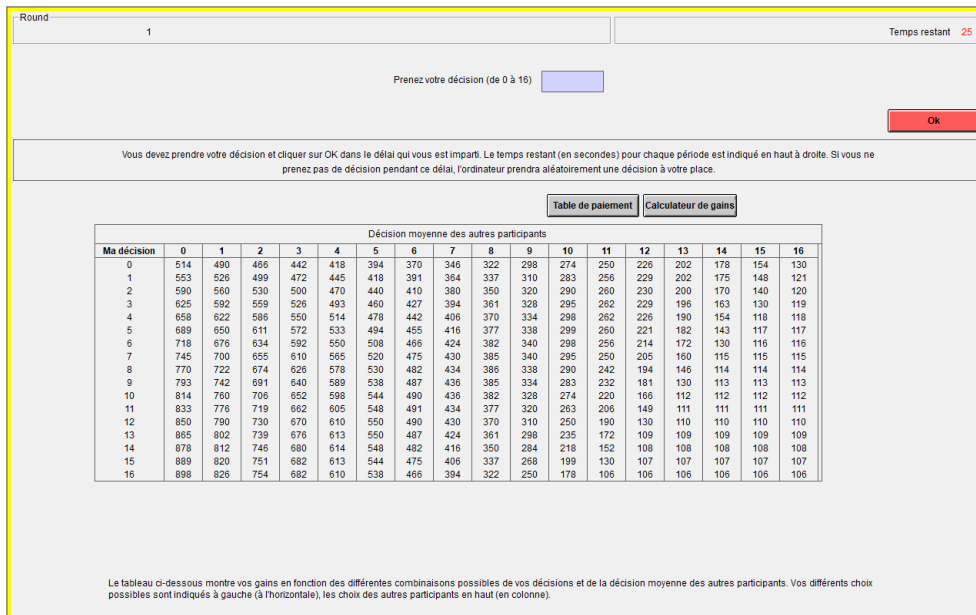 Round
1
Temps restant 25
Prenez votre décision (de 0 à 16)
Ok
Vous devez prendre votre décision et cliquer sur OK dans le délai qui vous est imparti. Le temps restant (en secondes) pour chaque période est indiqué en haut à droite. Si vous ne
prenez pas de décision pendant ce délai, l'ordinateur prendra aléatoirement une décision à votre place.
Table de paiement Calculateur de gains
Décision moyenne des autres participants
Ma décision 0 1 2 3 4 5 6 7 8 9 10 11 12 13 14 15 16
0 514 490 466 442 418 394 370 346 322 298 274 250 226 202 178 154 130
1 553 526 499 472 445 418 391 364 337 310 283 256 229 202 175 148 121
2 590 560 530 500 470 440 410 380 350 320 290 260 230 200 170 140 120
3 625 592 559 526 493 460 427 394 361 328 295 262 229 196 163 130 119
4 658 622 586 550 514 478 442 406 370 334 298 262 226 190 154 118 118
5 689 650 611 572 533 494 455 416 377 338 299 260 221 182 143 117 117
6 718 676 634 592 550 508 466 424 382 340 298 256 214 172 130 116 116
7 745 700 655 610 565 520 475 430 385 340 295 250 205 160 115 115 115
8 770 722 674 626 578 530 482 434 386 338 290 242 194 146 114 114 114
9 793 742 691 640 589 538 487 436 385 334 283 232 181 130 113 113 113
10 814 760 706 652 598 544 490 436 382 328 274 220 166 112 112 112 112
11 833 776 719 662 605 548 491 434 377 320 263 206 149 111 111 111 111
12 850 790 730 670 610 550 490 430 370 310 250 190 130 110 110 110 110
13 865 802 739 676 613 550 487 424 361 298 235 172 109 109 109 109 109
14 878 812 746 680 614 548 482 416 350 284 218 152 108 108 108 108 108
15 889 820 751 682 613 544 475 406 337 268 199 130 107 107 107 107 107
16 898 826 754 682 610 538 466 394 322 250 178 106 106 106 106 106 106
Le tableau ci-dessous montre vos gains en fonction des différentes combinaisons possibles de vos décisions et de la décision moyenne des autres participants. Vos différents choix
possibles sont indiqués à gauche (à l'horizontale), les choix des autres participants en haut (en colonne).